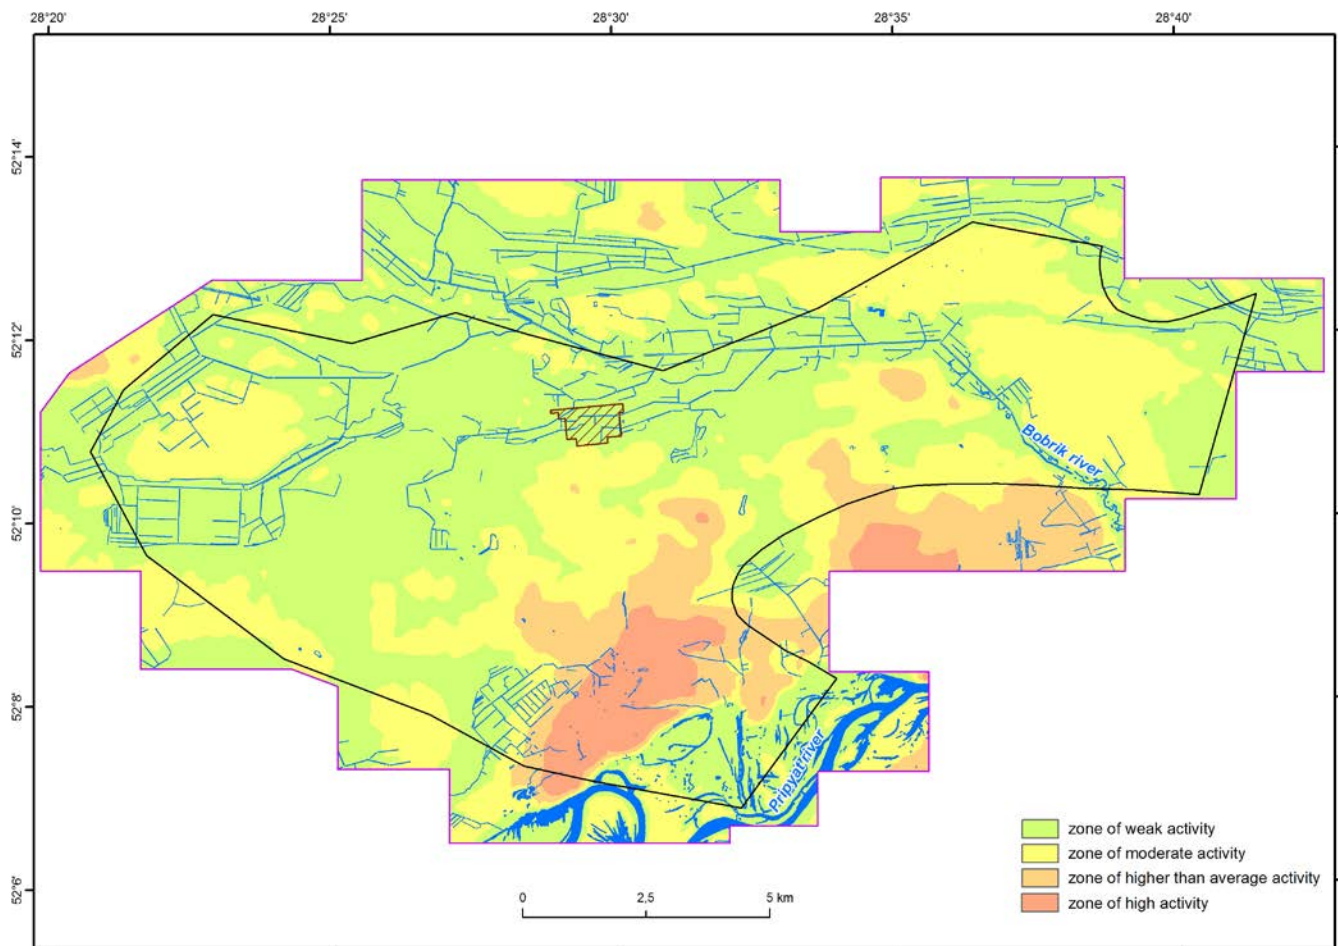 28°20'
28°25'
28°30'
28°35'
28°40'
52°14'
52°12'
52°10'
52°8'
52°6'
Bobrik river
Pripyat river
zone of weak activity
zone of moderate activity
zone of higher than average activity
zone of high activity
0
2,5
5 km